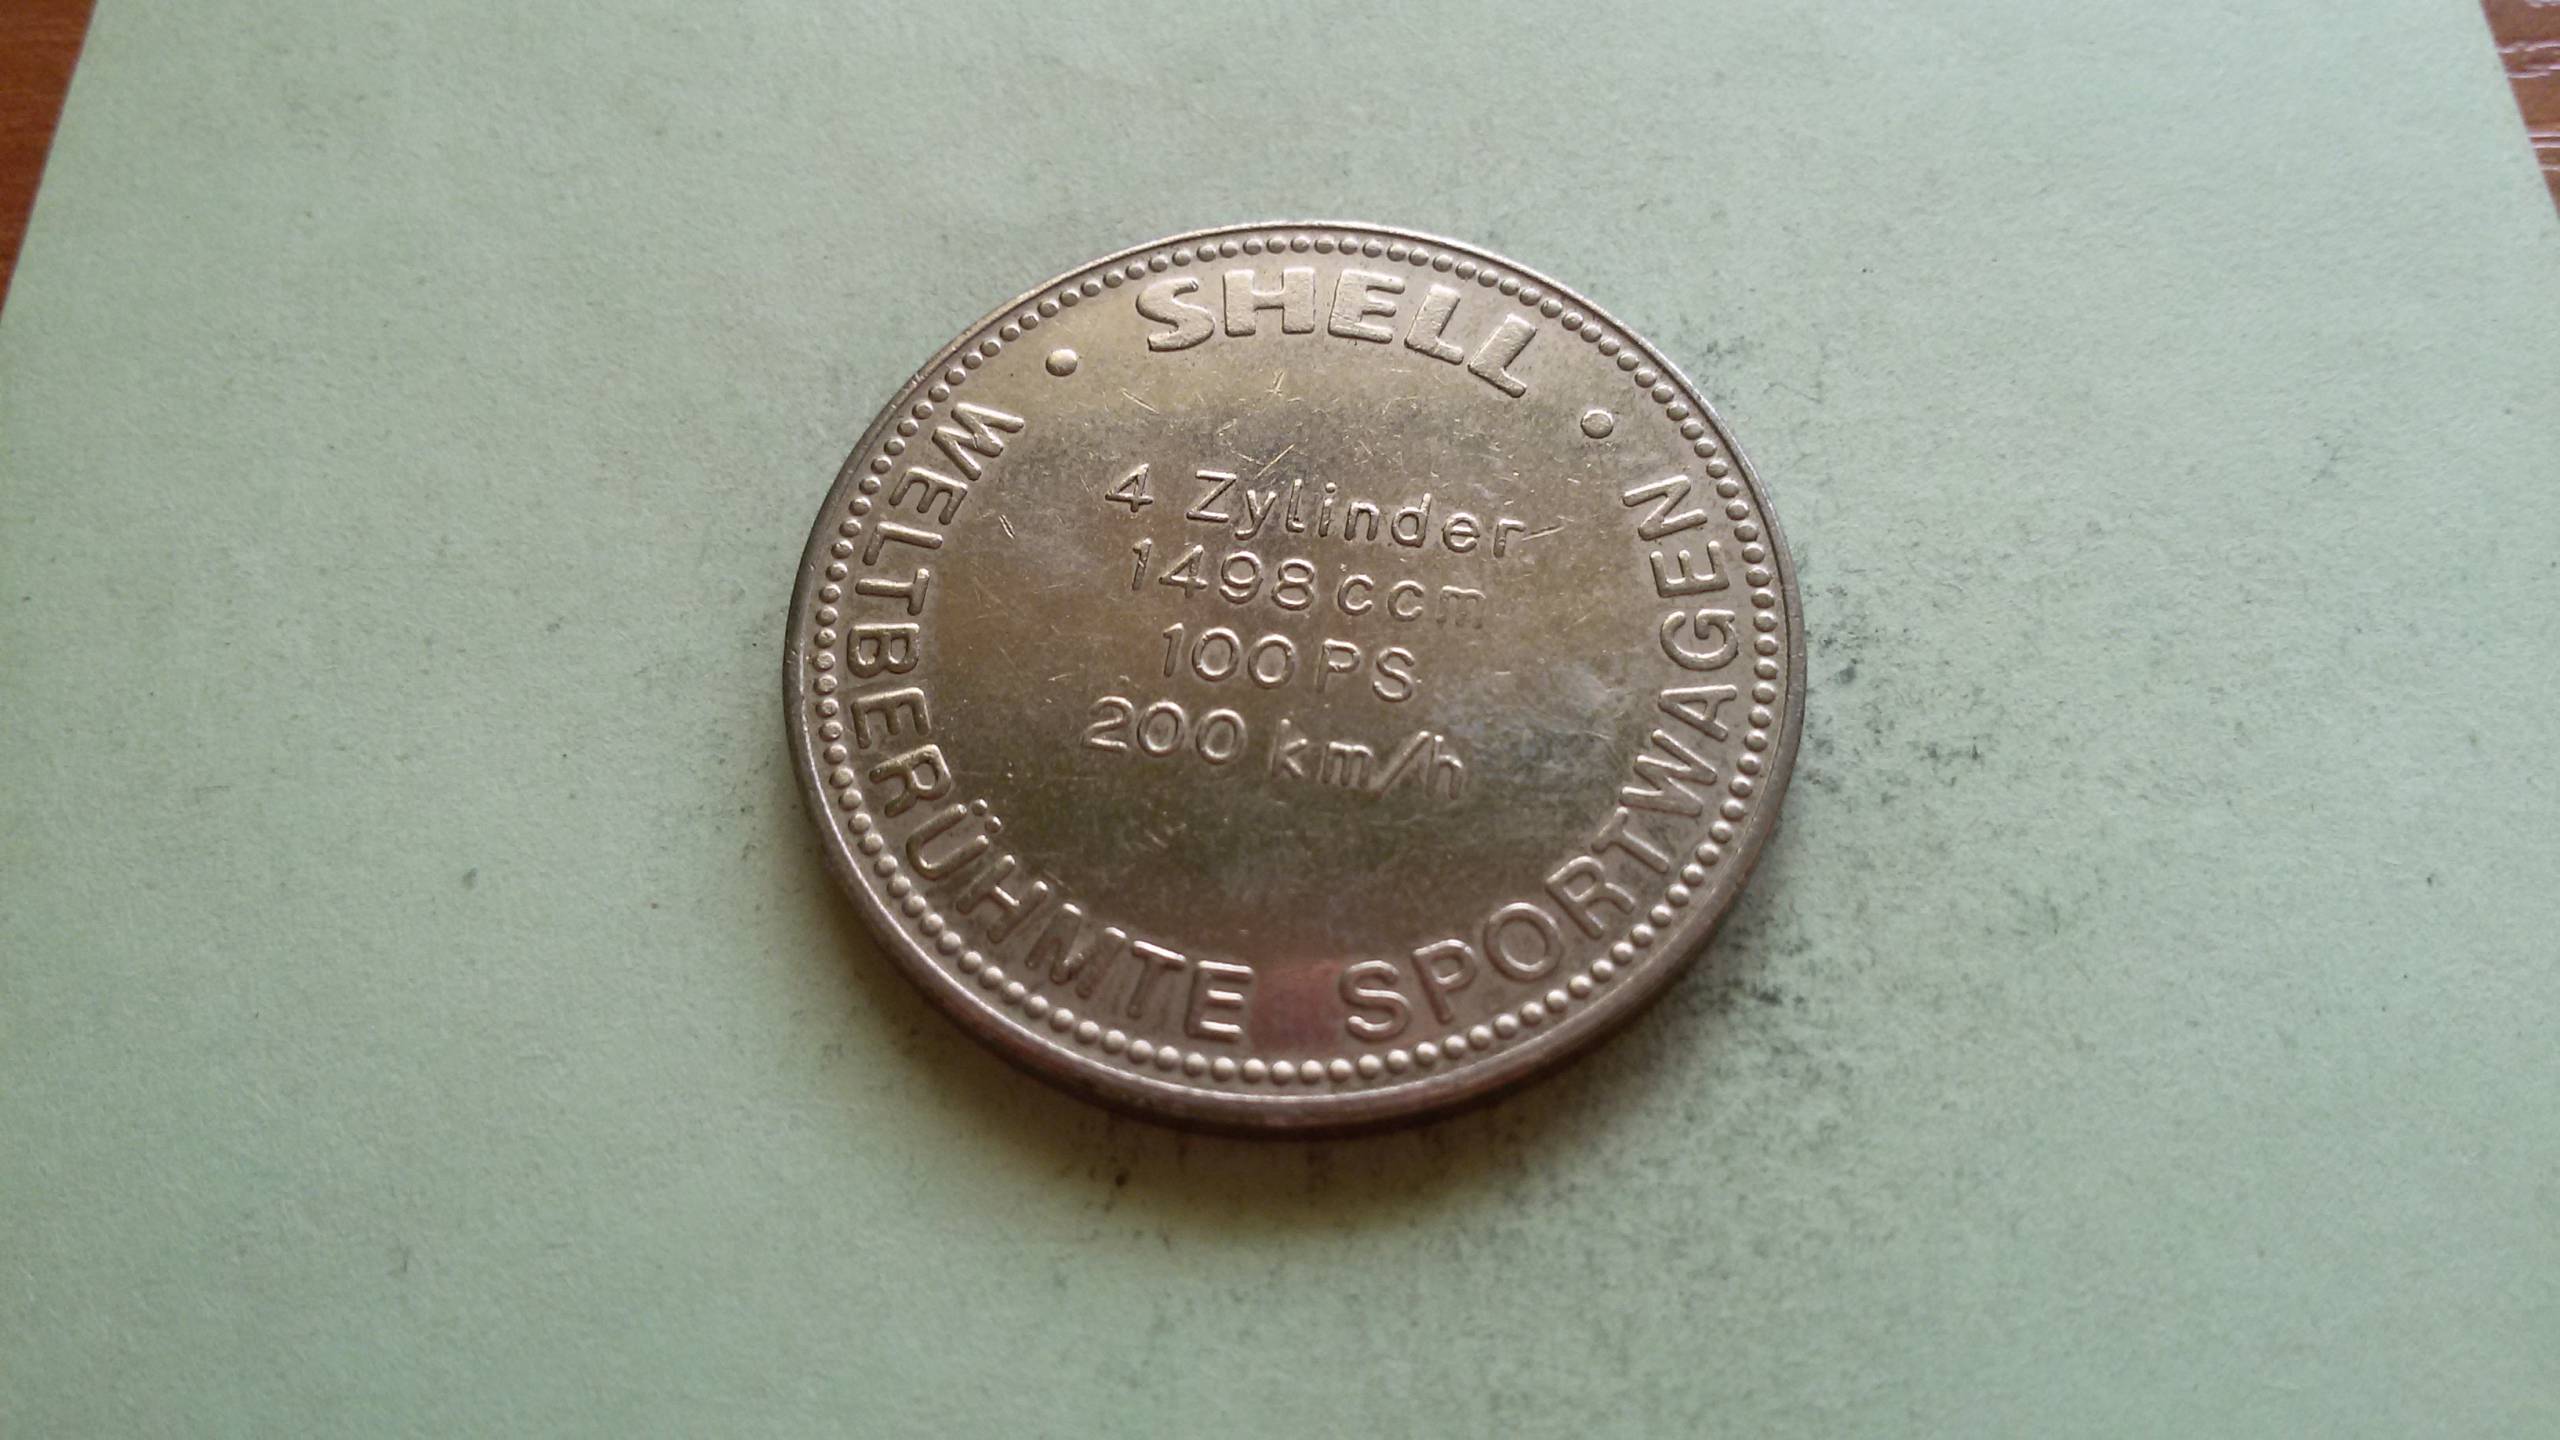 SHELL
4 Zylinder
1498 ccm
100 PS
200 km/h
WELTBERÜHMTE SPORTWAGEN